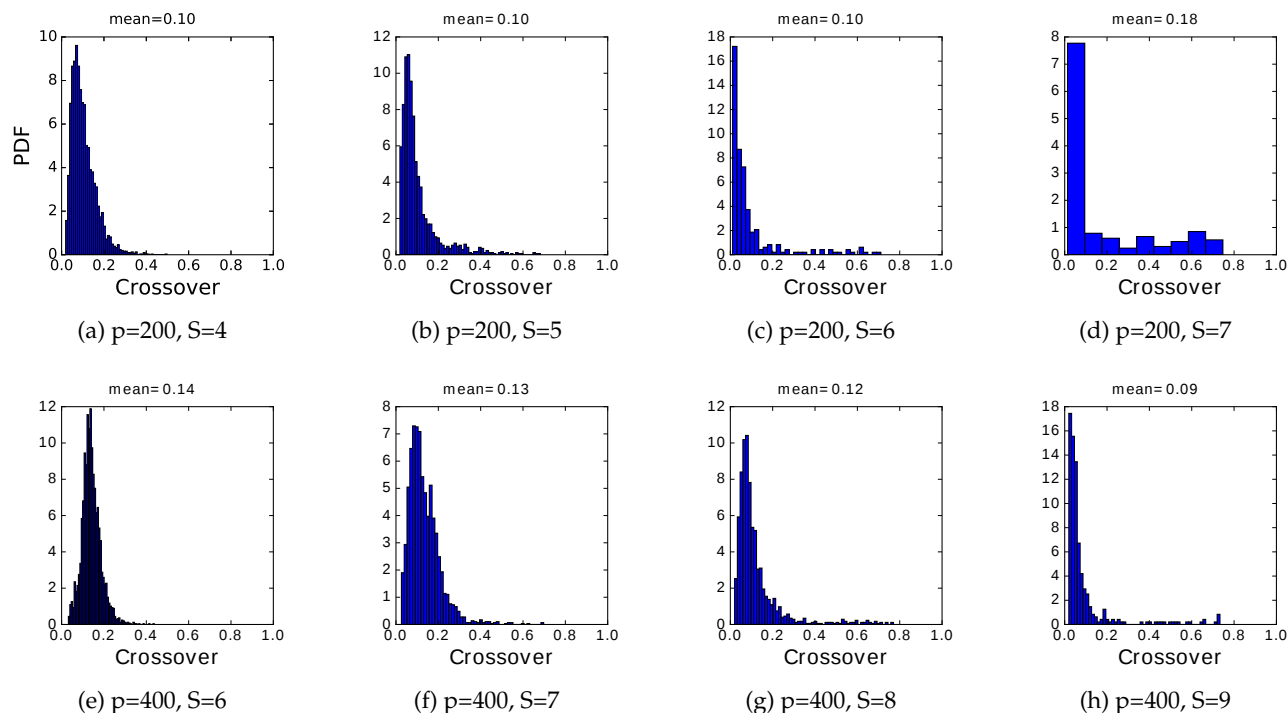 mean=0.10
10
8
6
4
2
0
PDF
0.0 0.2 0.4 0.6 0.8 1.0
Crossover
(a) p=200, S=4
mean=0.10
12
10
8
6
4
2
0
0.0 0.2 0.4 0.6 0.8 1.0
Crossover
(b) p=200, S=5
mean=0.10
18
16
14
12
10
8
6
4
2
0
0.0 0.2 0.4 0.6 0.8 1.0
Crossover
(c) p=200, S=6
mean=0.18
8
7
6
5
4
3
2
1
0
0.0 0.2 0.4 0.6 0.8 1.0
Crossover
(d) p=200, S=7
mean=0.14
12
10
8
6
4
2
0
0.0 0.2 0.4 0.6 0.8 1.0
Crossover
(e) p=400, S=6
mean=0.13
8
7
6
5
4
3
2
1
0
0.0 0.2 0.4 0.6 0.8 1.0
Crossover
(f) p=400, S=7
mean=0.12
12
10
8
6
4
2
0
0.0 0.2 0.4 0.6 0.8 1.0
Crossover
(g) p=400, S=8
mean=0.09
18
16
14
12
10
8
6
4
2
0
0.0 0.2 0.4 0.6 0.8 1.0
Crossover
(h) p=400, S=9